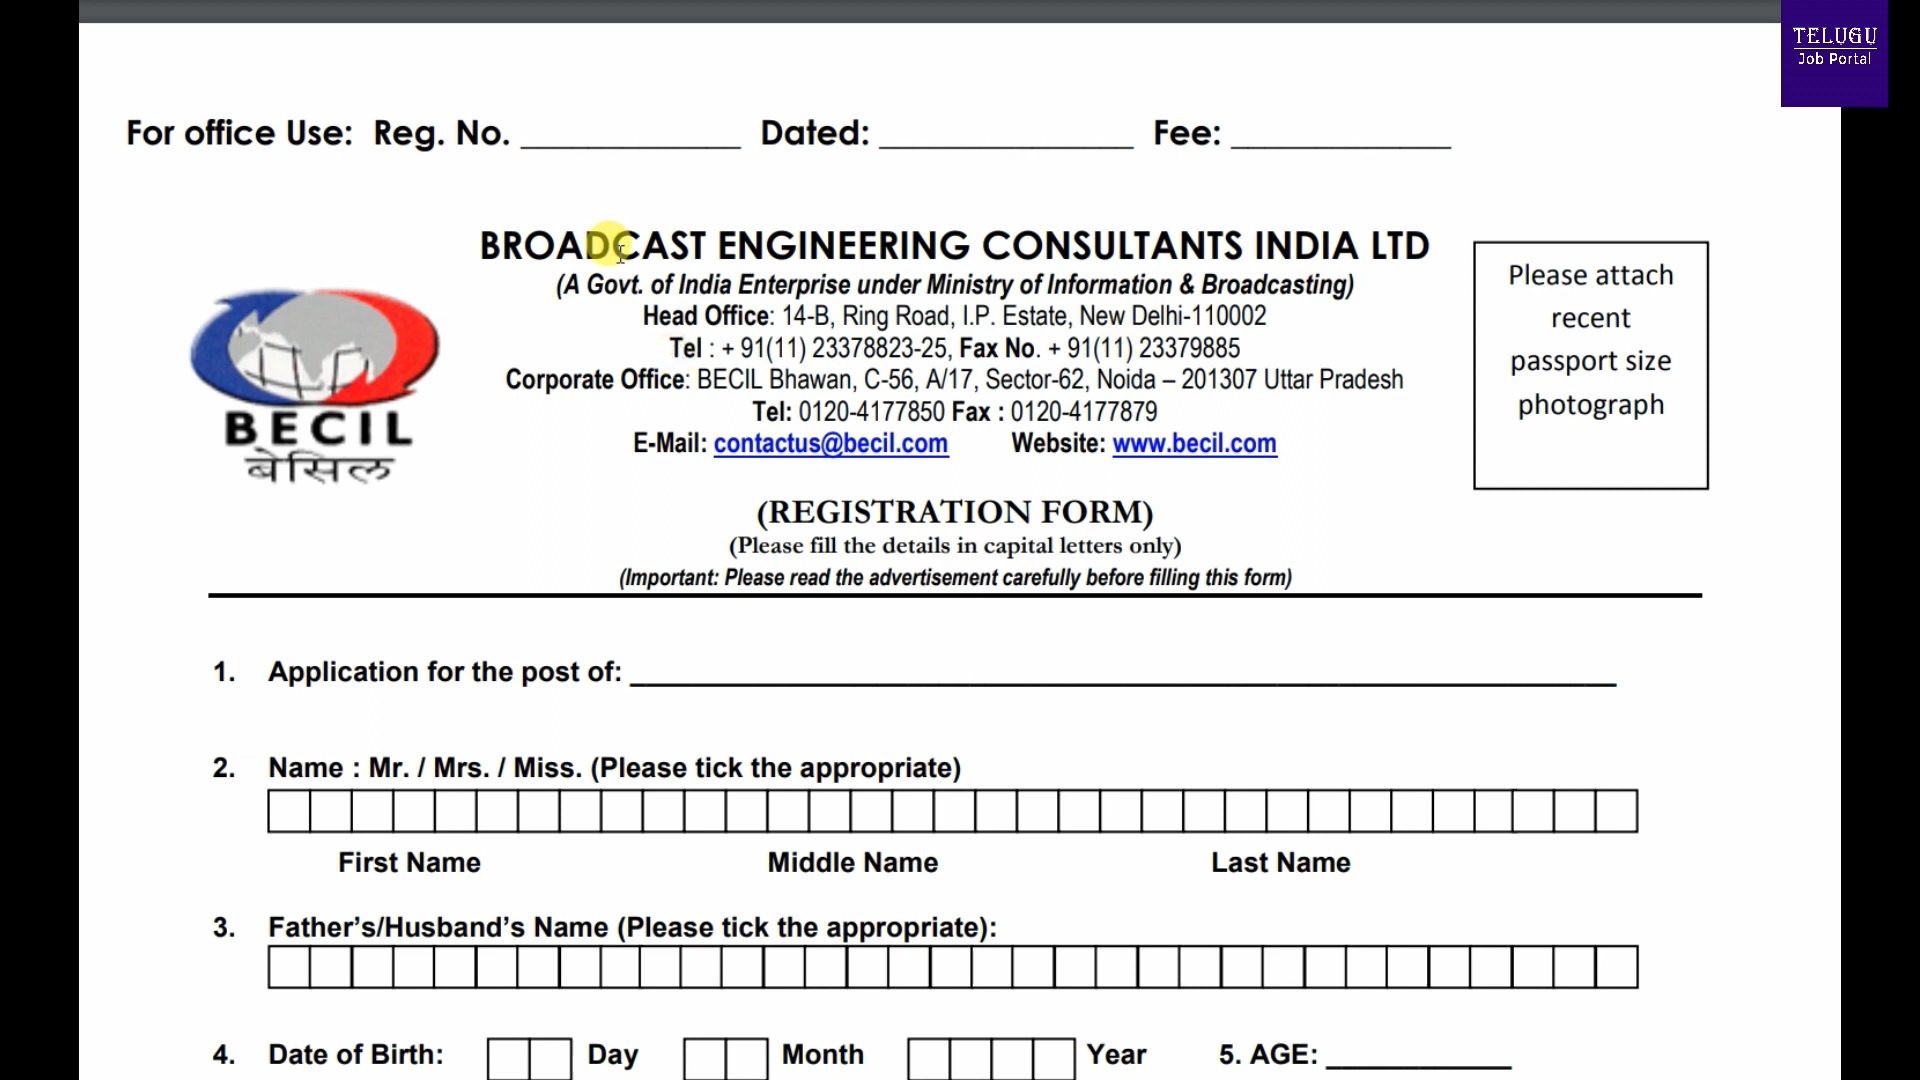 TELUGU
Job Portal
For office Use: Reg. No. _____________ Dated: _______________ Fee: _____________
BROADCAST ENGINEERING CONSULTANTS INDIA LTD
(A Govt. of India Enterprise under Ministry of Information & Broadcasting)
Head Office: 14-B, Ring Road, I.P. Estate, New Delhi-110002
Tel : + 91(11) 23378823-25, Fax No. + 91(11) 23379885
Corporate Office: BECIL Bhawan, C-56, A/17, Sector-62, Noida – 201307 Uttar Pradesh
Tel: 0120-4177850 Fax : 0120-4177879
E-Mail: contactus@becil.com Website: www.becil.com
BECIL
बेसिल
Please attach
recent
passport size
photograph
(REGISTRATION FORM)
(Please fill the details in capital letters only)
(Important: Please read the advertisement carefully before filling this form)
1. Application for the post of: ________________________________________________
2. Name : Mr. / Mrs. / Miss. (Please tick the appropriate)
First Name Middle Name Last Name
3. Father’s/Husband’s Name (Please tick the appropriate):
4. Date of Birth: Day Month Year 5. AGE: ____________